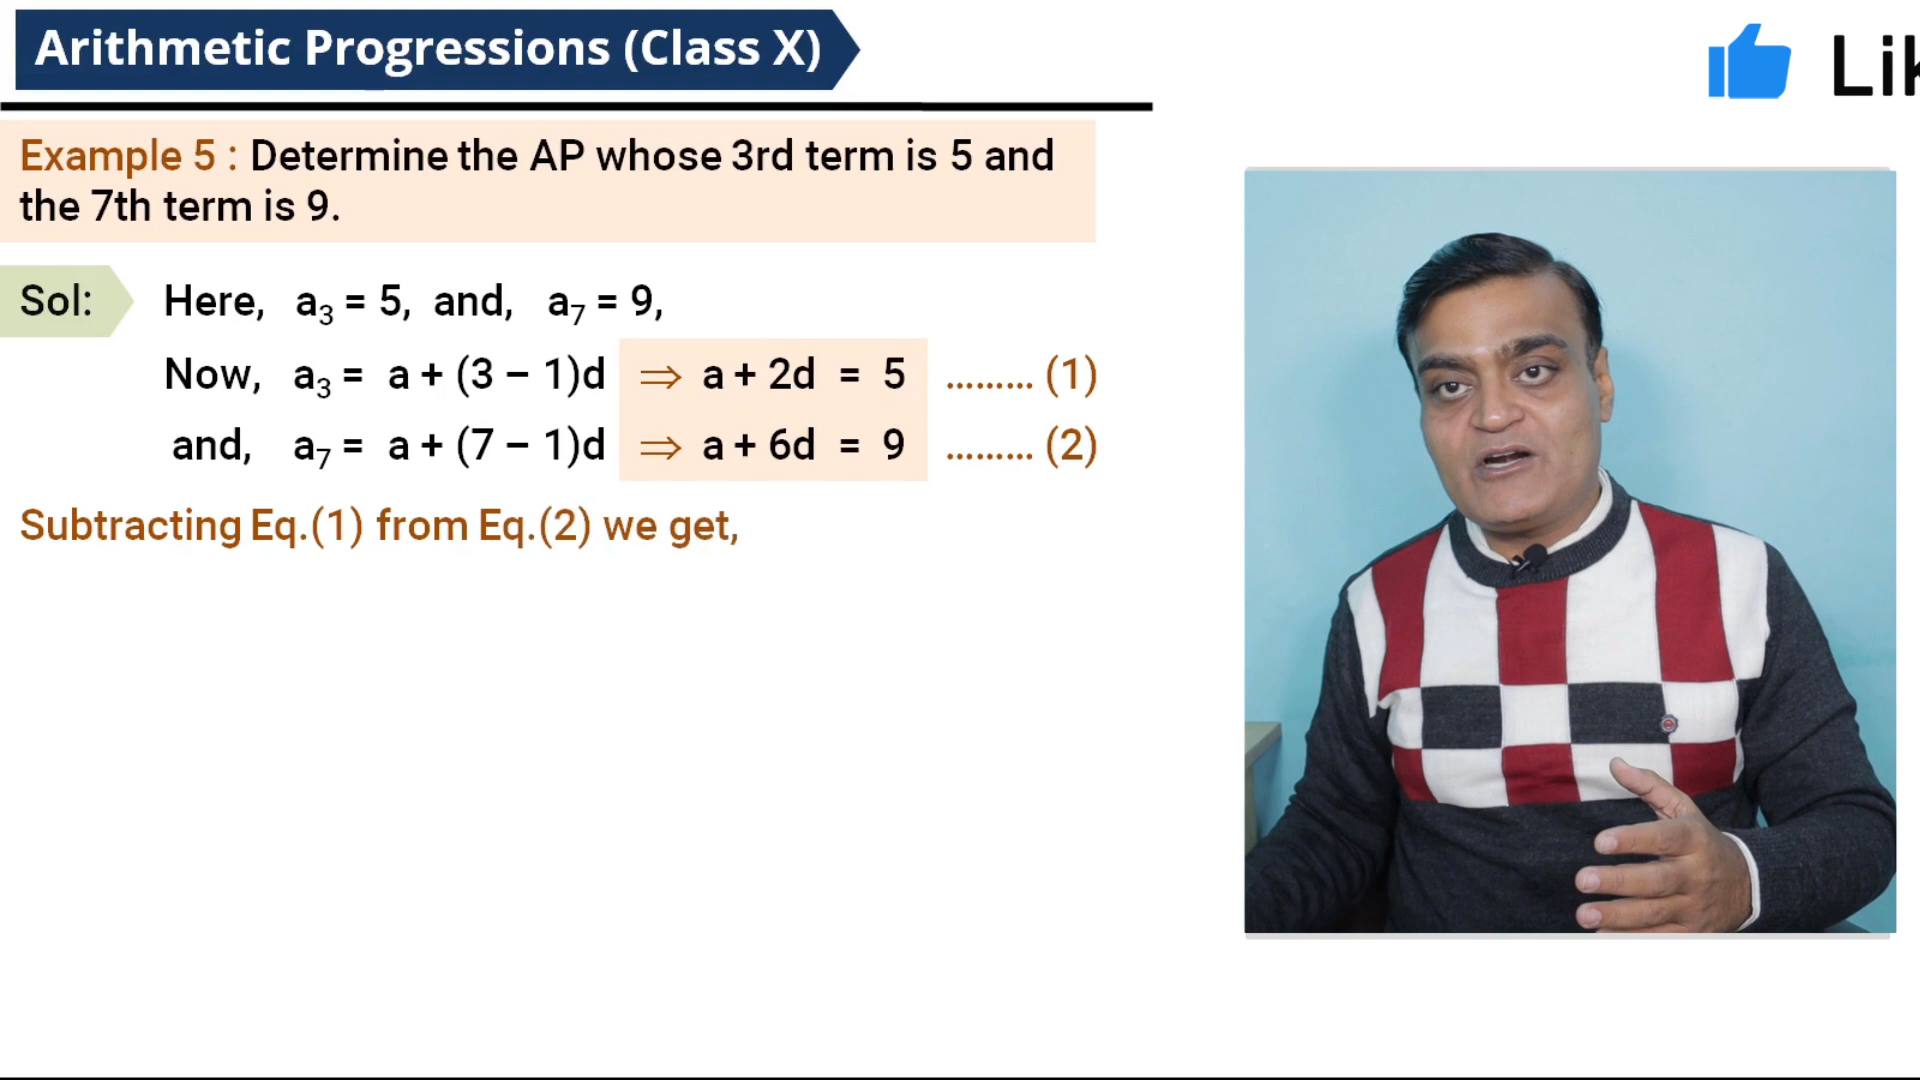 Arithmetic Progressions (Class X)
Lik
Example 5 : Determine the AP whose 3rd term is 5 and
the 7th term is 9.
Sol: Here, a₃ = 5, and, a₇ = 9,
Now, a₃ = a + (3 – 1)d ⇒ a + 2d = 5 ......... (1)
and, a₇ = a + (7 – 1)d ⇒ a + 6d = 9 ......... (2)
Subtracting Eq.(1) from Eq.(2) we get,